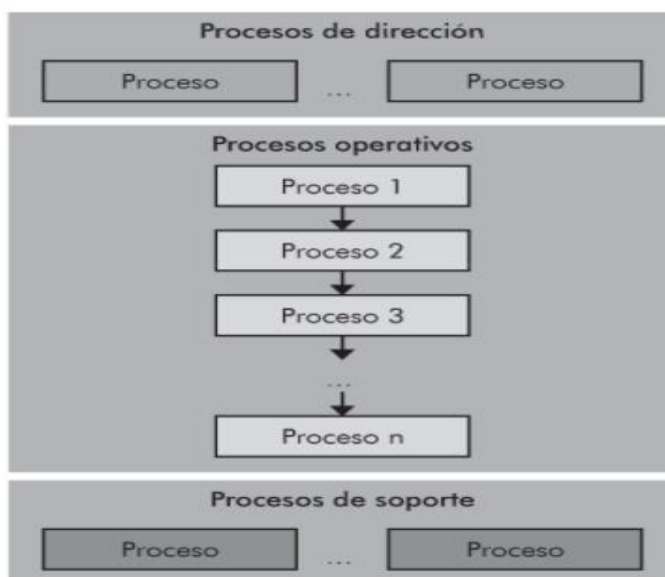 Procesos de dirección
Proceso ... Proceso
Procesos operativos
Proceso 1
Proceso 2
Proceso 3
...
Proceso n
Procesos de soporte
Proceso ... Proceso